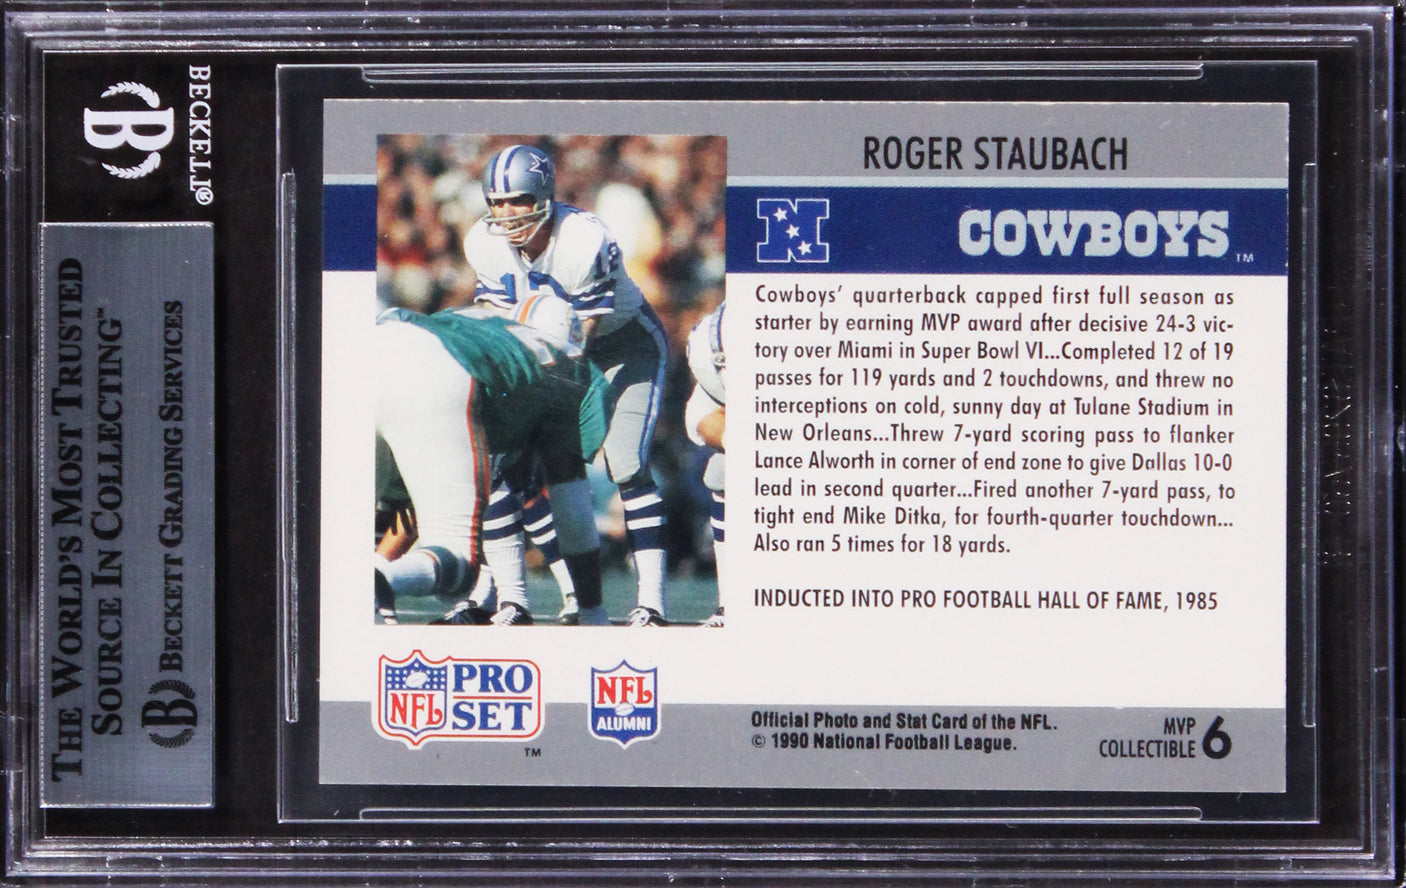 BECKETT®
B
THE WORLD'S MOST TRUSTED
SOURCE IN COLLECTING™
B BECKETT GRADING SERVICES
ROGER STAUBACH
N
COWBOYS™
12
12
Cowboys' quarterback capped first full season as
starter by earning MVP award after decisive 24-3 vic-
tory over Miami in Super Bowl VI...Completed 12 of 19
passes for 119 yards and 2 touchdowns, and threw no
interceptions on cold, sunny day at Tulane Stadium in
New Orleans...Threw 7-yard scoring pass to flanker
Lance Alworth in corner of end zone to give Dallas 10-0
lead in second quarter...Fired another 7-yard pass, to
tight end Mike Ditka, for fourth-quarter touchdown...
Also ran 5 times for 18 yards.
INDUCTED INTO PRO FOOTBALL HALL OF FAME, 1985
NFL PRO SET™
NFL ALUMNI
Official Photo and Stat Card of the NFL.
© 1990 National Football League.
MVP
COLLECTIBLE 6